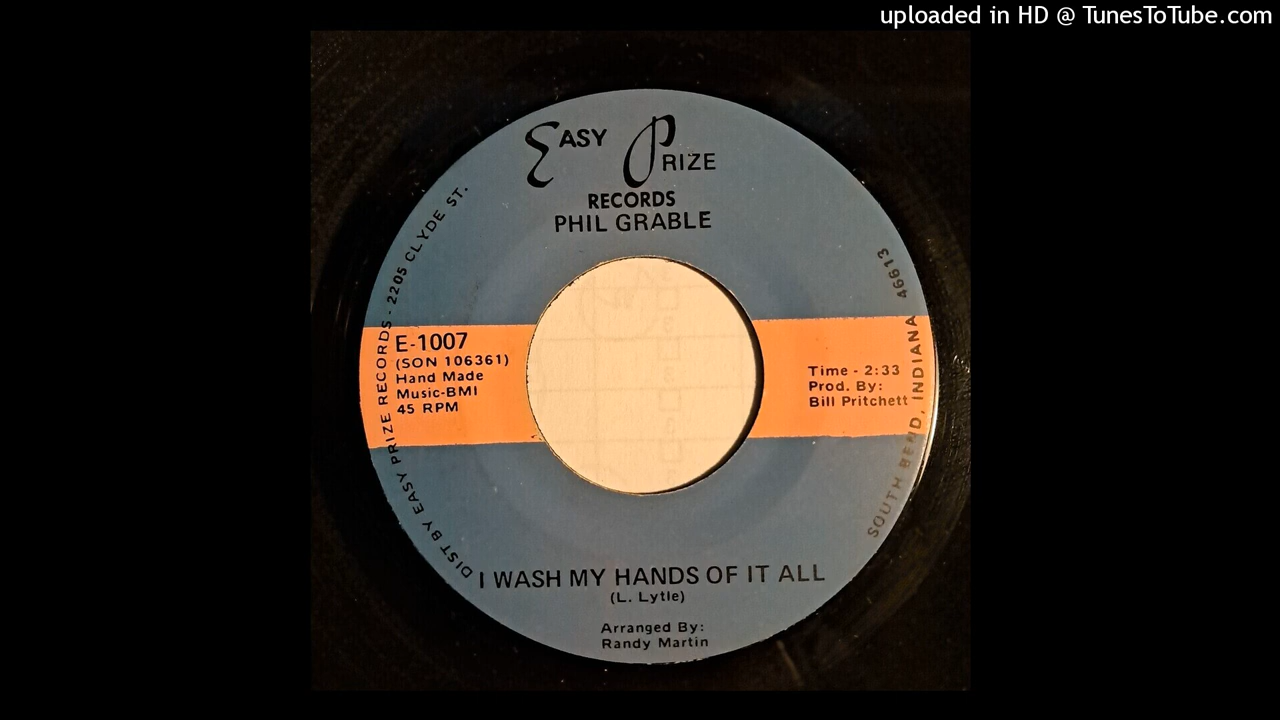 uploaded in HD @ TunesToTube.com
EASY PRIZE
RECORDS
PHIL GRABLE
DIST BY EASY PRIZE RECORDS - 2205 CLYDE ST.
SOUTH BEND, INDIANA 46613
E-1007
(SON 106361)
Hand Made
Music-BMI
45 RPM
Time - 2:33
Prod. By:
Bill Pritchett
I WASH MY HANDS OF IT ALL
(L. Lytle)
Arranged By:
Randy Martin